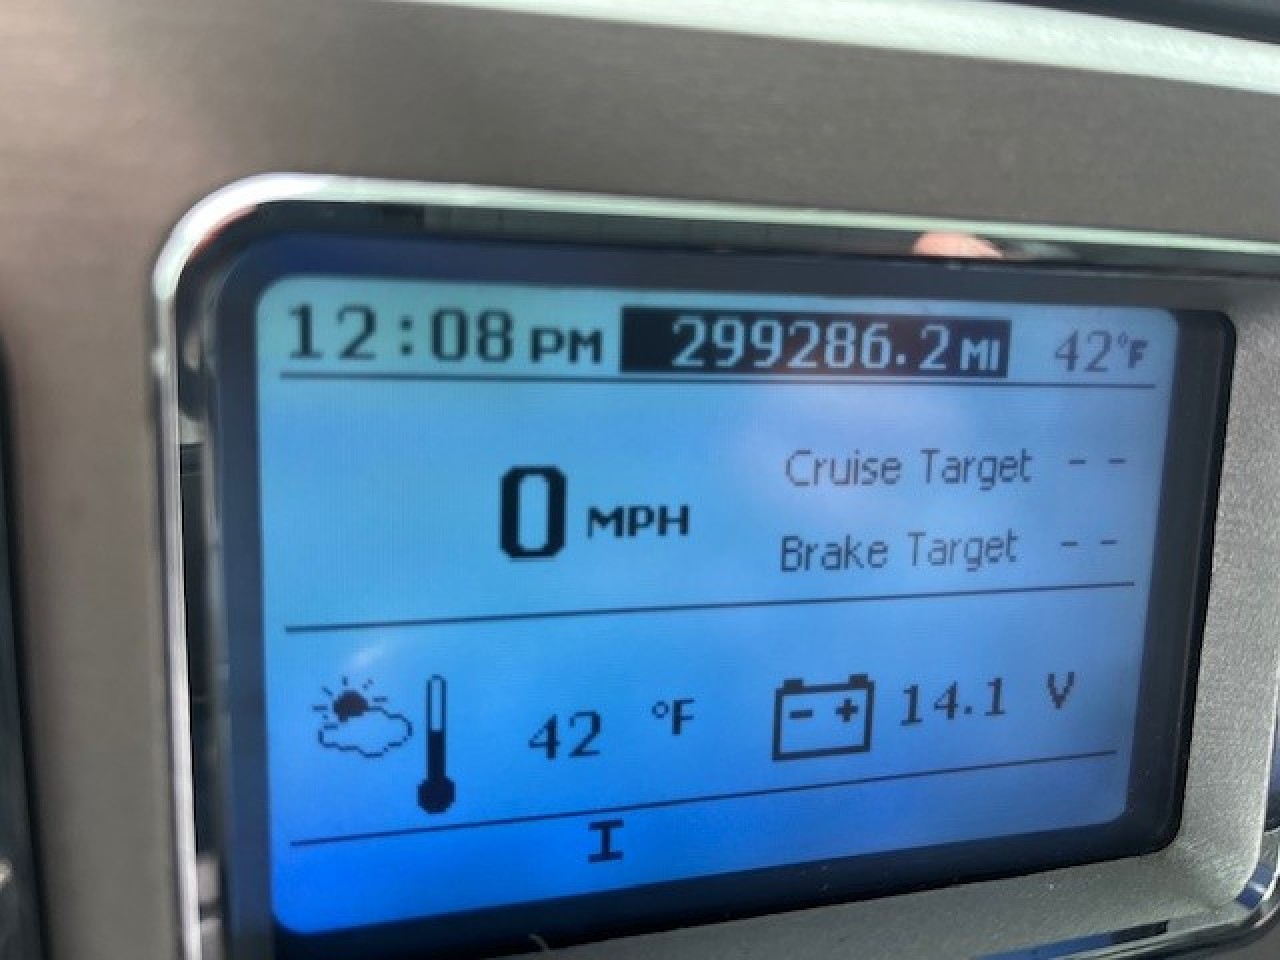 12:08 PM 299286.2 MI 42°F
Cruise Target --
0 MPH
Brake Target --
42 °F - + 14.1 V
I